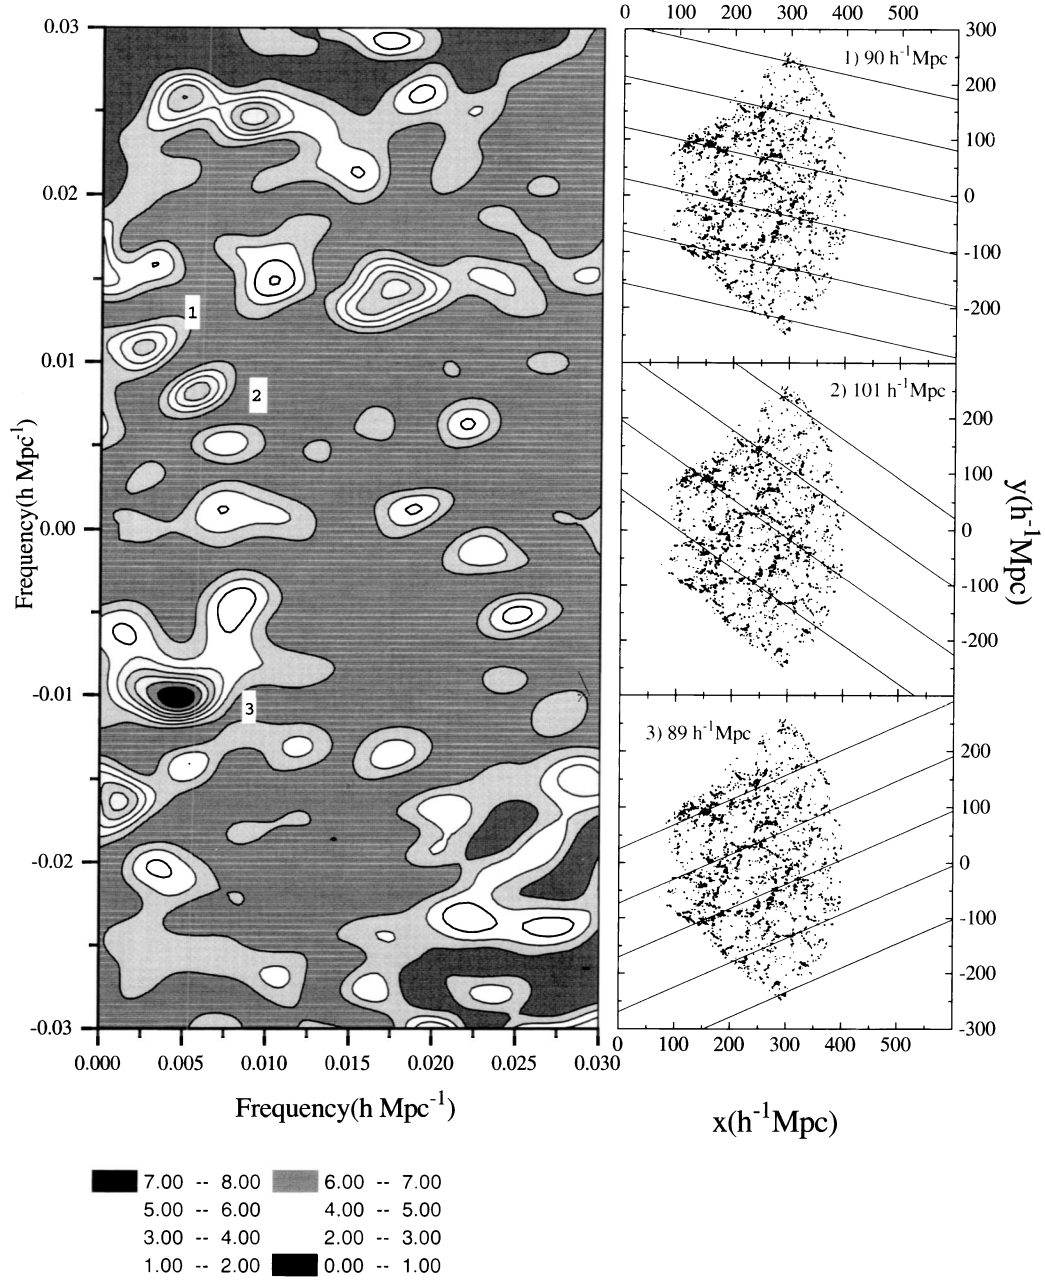 0.03
0.02
0.01
0.00
-0.01
-0.02
-0.03
Frequency(h Mpc-1)
1
2
3
0.000 0.005 0.010 0.015 0.020 0.025 0.030
Frequency(h Mpc-1)
7.00 -- 8.00 6.00 -- 7.00
5.00 -- 6.00 4.00 -- 5.00
3.00 -- 4.00 2.00 -- 3.00
1.00 -- 2.00 0.00 -- 1.00
0 100 200 300 400 500
1) 90 h-1Mpc
300
200
100
0
-100
-200
2) 101 h-1Mpc
200
100
0
-100
-200
3) 89 h-1Mpc
200
100
0
-100
-200
-300
y(h-1Mpc)
0 100 200 300 400 500
x(h-1Mpc)